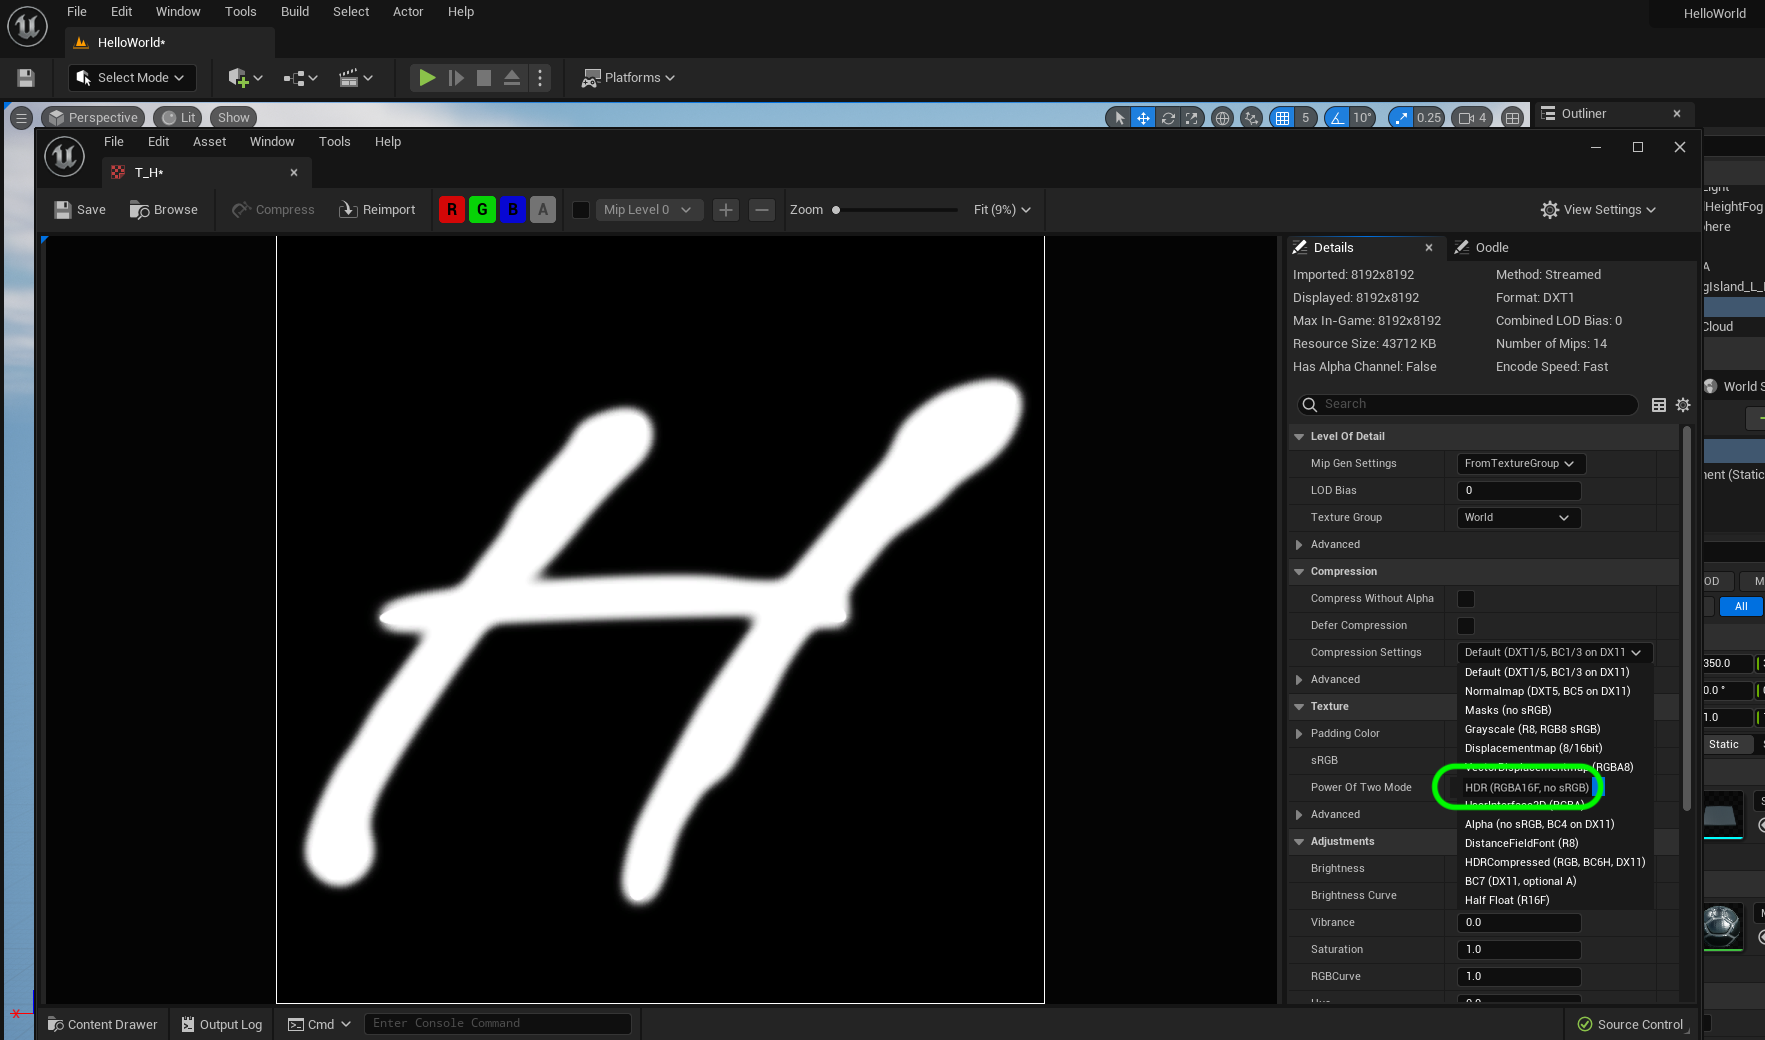 File Edit Window Tools Build Select Actor Help
HelloWorld
HelloWorld*
Select Mode
Platforms
Perspective Lit Show
5 10° 0.25 4
Outliner
File Edit Asset Window Tools Help
T_H*
Save Browse Compress Reimport R G B A Mip Level 0 Zoom Fit (9%) View Settings
Details Oodle
Imported: 8192x8192 Method: Streamed
Displayed: 8192x8192 Format: DXT1
Max In-Game: 8192x8192 Combined LOD Bias: 0
Resource Size: 43712 KB Number of Mips: 14
Has Alpha Channel: False Encode Speed: Fast
Search
Level Of Detail
Mip Gen Settings FromTextureGroup
LOD Bias 0
Texture Group World
Advanced
Compression
Compress Without Alpha
Defer Compression
Compression Settings Default (DXT1/5, BC1/3 on DX11
Default (DXT1/5, BC1/3 on DX11)
Advanced
Normalmap (DXT5, BC5 on DX11)
Texture
Masks (no sRGB)
Padding Color
Grayscale (R8, RGB8 sRGB)
Displacementmap (8/16bit)
sRGB
VectorDisplacementmap (RGBA8)
Power Of Two Mode
HDR (RGBA16F, no sRGB)
UserInterface2D (RGBA)
Advanced
Alpha (no sRGB, BC4 on DX11)
Adjustments
DistanceFieldFont (R8)
Brightness
HDRCompressed (RGB, BC6H, DX11)
BC7 (DX11, optional A)
Brightness Curve
Half Float (R16F)
Vibrance 0.0
Saturation 1.0
RGBCurve 1.0
Hue 0.0
H
lHeightFog
gIsland_L_
Cloud
World S
nent (Static
OD M
All
350.0
0.0 °
1.0
Static
Content Drawer Output Log Cmd Enter Console Command Source Control